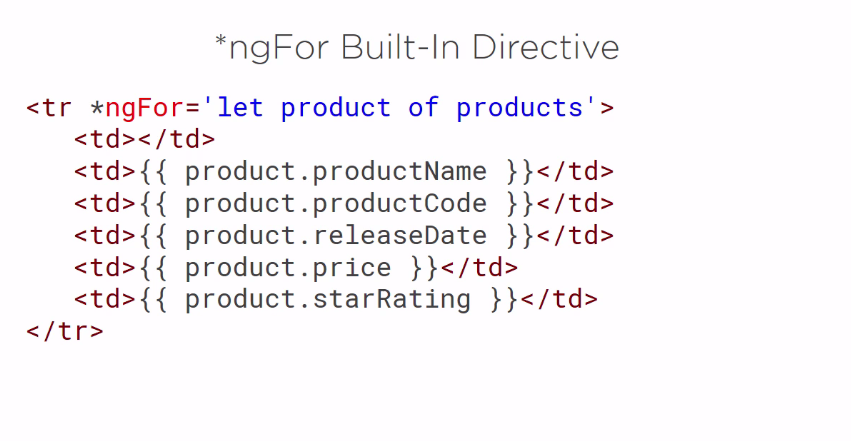 *ngFor Built-In Directive
<tr *ngFor='let product of products'>
<td></td>
<td>{{ product.productName }}</td>
<td>{{ product.productCode }}</td>
<td>{{ product.releaseDate }}</td>
<td>{{ product.price }}</td>
<td>{{ product.starRating }}</td>
</tr>